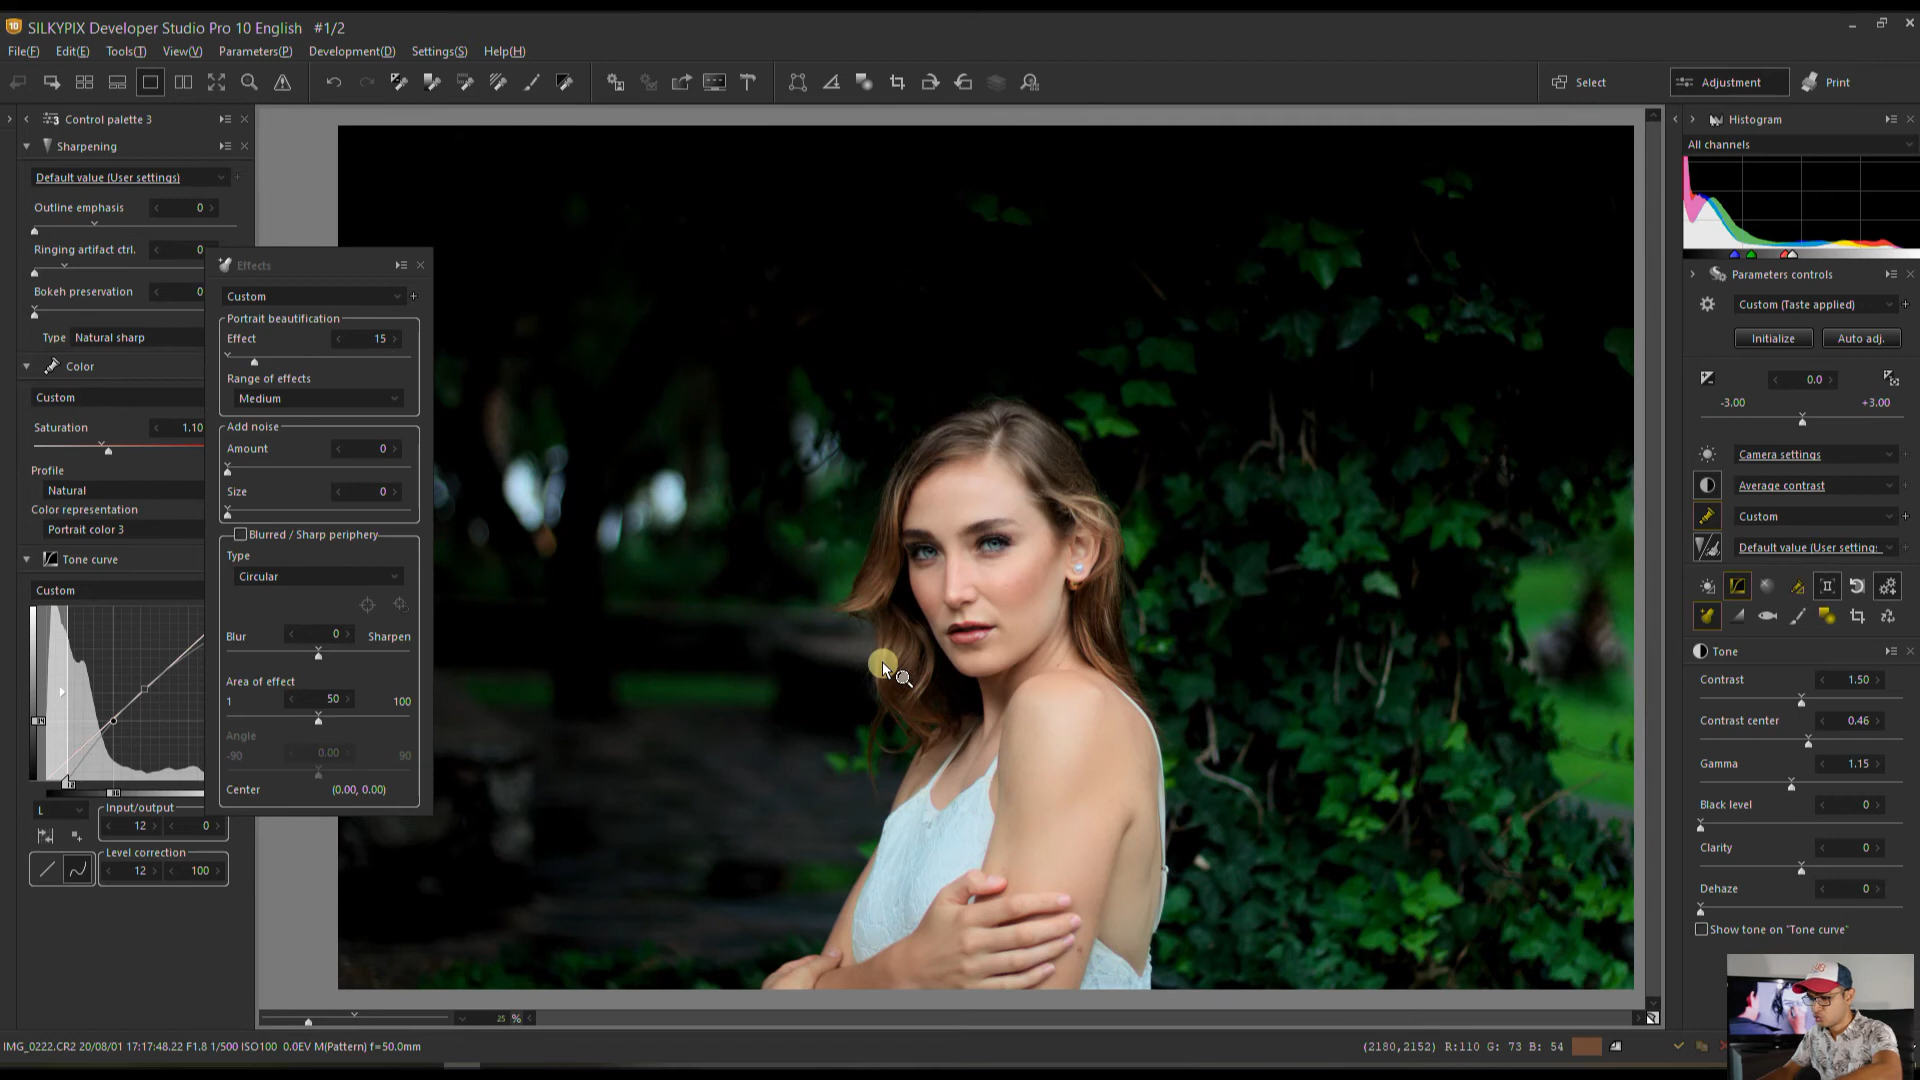 SILKYPIX Developer Studio Pro 10 English #1/2
File(F) Edit(E) Tools(T) View(V) Parameters(P) Development(D) Settings(S) Help(H)
Select
Adjustment
Print
Control palette 3
Sharpening
Default value (User settings)
Outline emphasis 0
Ringing artifact ctrl. 0
Bokeh preservation 0
Type Natural sharp
Color
Custom
Saturation 1.10
Profile
Natural
Color representation
Portrait color 3
Tone curve
Custom
L
Input/output
12 0
Level correction
12 100
Effects
Custom
Portrait beautification
Effect 15
Range of effects
Medium
Add noise
Amount 0
Size 0
Blurred / Sharp periphery
Type
Circular
Blur 0 Sharpen
Area of effect
1 50 100
Angle
-90 0.00 90
Center (0.00, 0.00)
25 %
Histogram
All channels
Parameters controls
Custom (Taste applied)
Initialize Auto adj.
0.0
-3.00 +3.00
Camera settings
Average contrast
Custom
Default value (User setting:
Tone
Contrast 1.50
Contrast center 0.46
Gamma 1.15
Black level 0
Clarity 0
Dehaze 0
Show tone on "Tone curve"
IMG_0222.CR2 20/08/01 17:17:48.22 F1.8 1/500 ISO100 0.0EV M(Pattern) f=50.0mm
(2180,2152) R:110 G: 73 B: 54